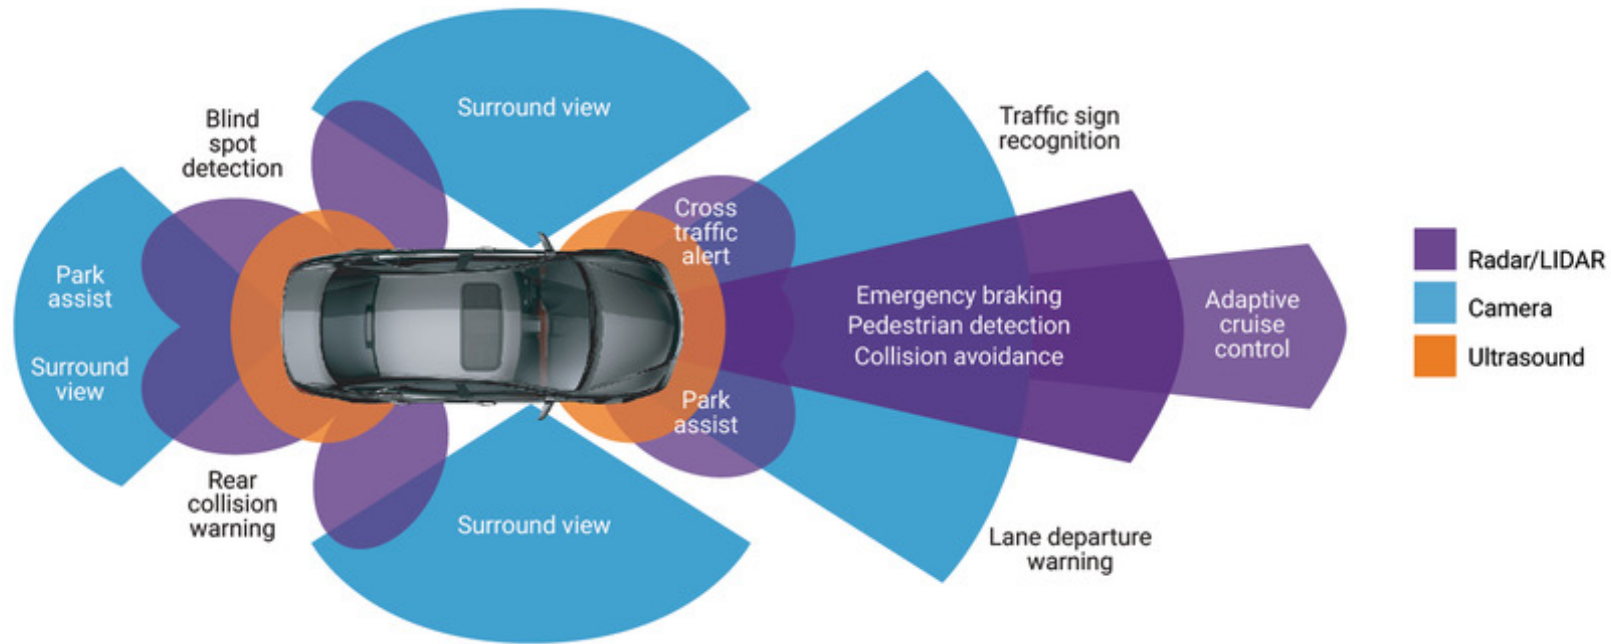 Surround view
Blind
spot
detection
Traffic sign
recognition
Cross
traffic
alert
Park
assist
Surround
view
Emergency braking
Pedestrian detection
Collision avoidance
Adaptive
cruise
control
Radar/LIDAR
Camera
Ultrasound
Park
assist
Rear
collision
warning
Surround view
Lane departure
warning